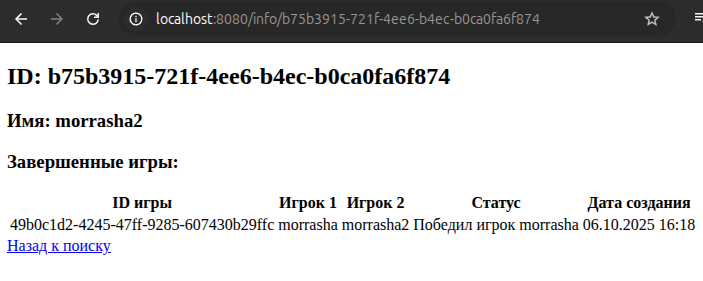 localhost:8080/info/b75b3915-721f-4ee6-b4ec-b0ca0fa6f874
ID: b75b3915-721f-4ee6-b4ec-b0ca0fa6f874
Имя: morrasha2
Завершенные игры:
ID игры Игрок 1 Игрок 2 Статус Дата создания
49b0c1d2-4245-47ff-9285-607430b29ffc morrasha morrasha2 Победил игрок morrasha 06.10.2025 16:18
Назад к поиску